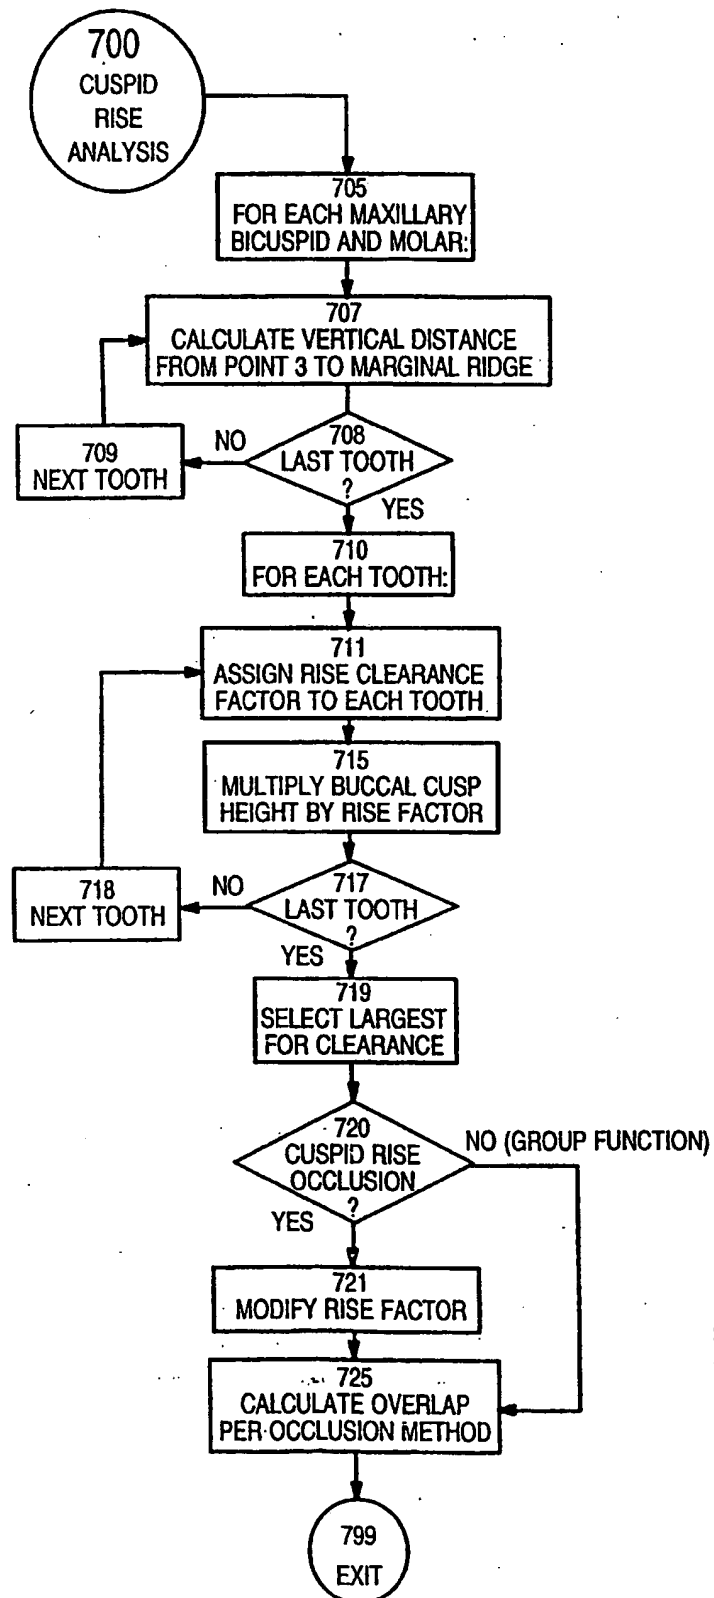 700
CUSPID
RISE
ANALYSIS
705
FOR EACH MAXILLARY
BICUSPID AND MOLAR:
707
CALCULATE VERTICAL DISTANCE
FROM POINT 3 TO MARGINAL RIDGE
708
LAST TOOTH
?
NO
709
NEXT TOOTH
YES
710
FOR EACH TOOTH:
711
ASSIGN RISE CLEARANCE
FACTOR TO EACH TOOTH
715
MULTIPLY BUCCAL CUSP
HEIGHT BY RISE FACTOR
717
LAST TOOTH
?
NO
718
NEXT TOOTH
YES
719
SELECT LARGEST
FOR CLEARANCE
720
CUSPID RISE
OCCLUSION
?
NO (GROUP FUNCTION)
YES
721
MODIFY RISE FACTOR
725
CALCULATE OVERLAP
PER OCCLUSION METHOD
799
EXIT